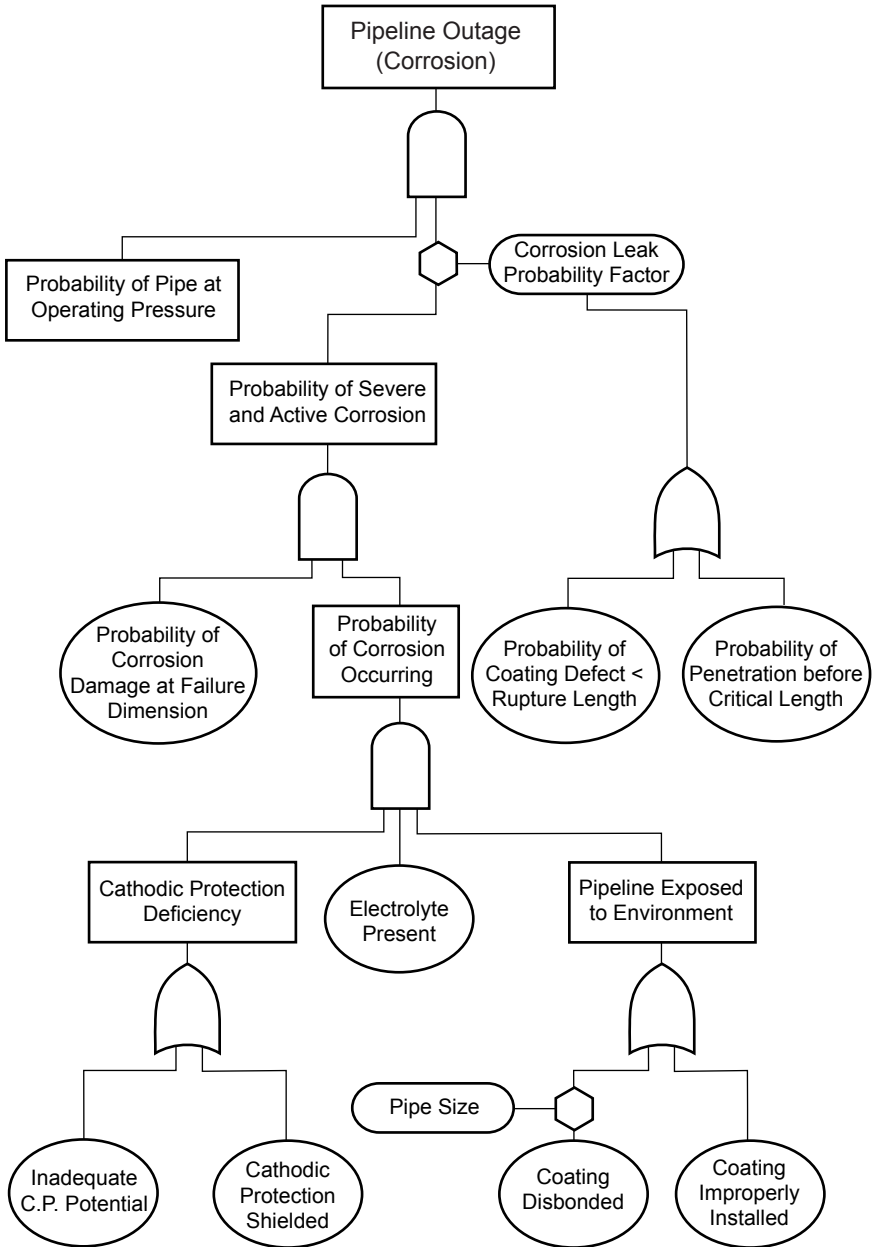 Pipeline Outage
(Corrosion)
Corrosion Leak
Probability Factor
Probability of Pipe at
Operating Pressure
Probability of Severe
and Active Corrosion
Probability of
Corrosion
Damage at Failure
Dimension
Probability
of Corrosion
Occurring
Probability of
Coating Defect <
Rupture Length
Probability of
Penetration before
Critical Length
Cathodic Protection
Deficiency
Electrolyte
Present
Pipeline Exposed
to Environment
Pipe Size
Inadequate
C.P. Potential
Cathodic
Protection
Shielded
Coating
Disbonded
Coating
Improperly
Installed